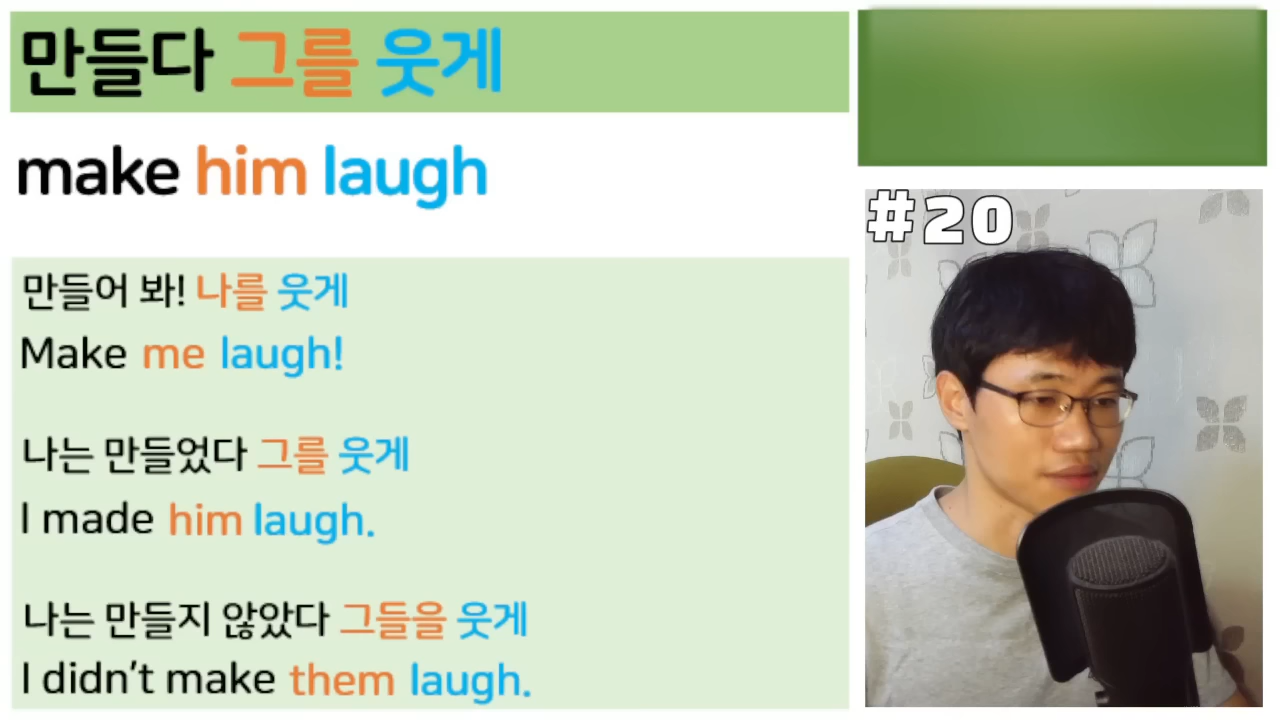 만들다 그를 웃게
make him laugh
#20
만들어 봐! 나를 웃게
Make me laugh!
나는 만들었다 그를 웃게
I made him laugh.
나는 만들지 않았다 그들을 웃게
I didn't make them laugh.